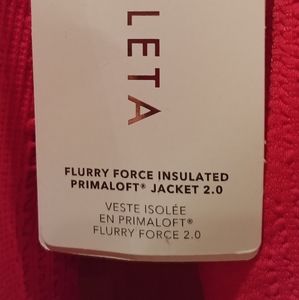 LETA
FLURRY FORCE INSULATED
PRIMALOFT® JACKET 2.0
VESTE ISOLÉE
EN PRIMALOFT®
FLURRY FORCE 2.0